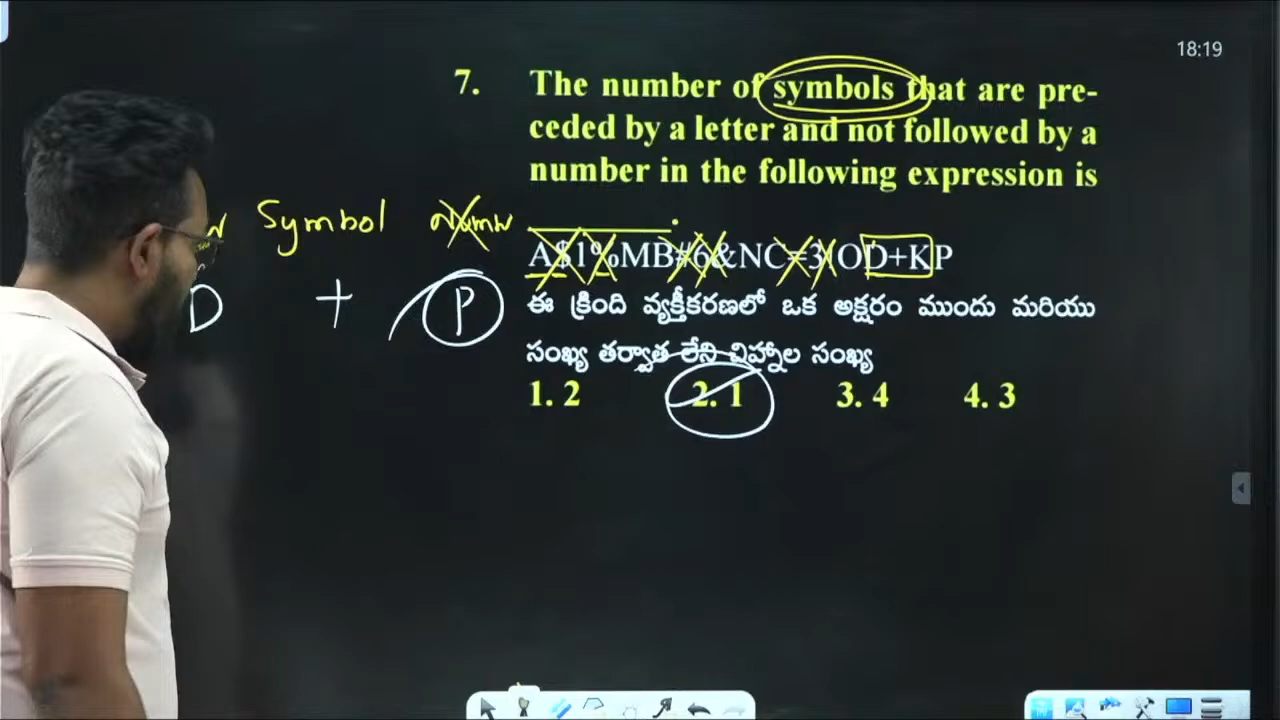 18:19
7. The number of symbols that are pre-
ceded by a letter and not followed by a
number in the following expression is
Symbol
A$1%MB#6&NC=3!OD+KP
D + P
ఈ క్రింది వ్యక్తీకరణలో ఒక అక్షరం ముందు మరియు
సంఖ్య తర్వాత లేని చిహ్నాల సంఖ్య
1. 2 2. 1 3. 4 4. 3